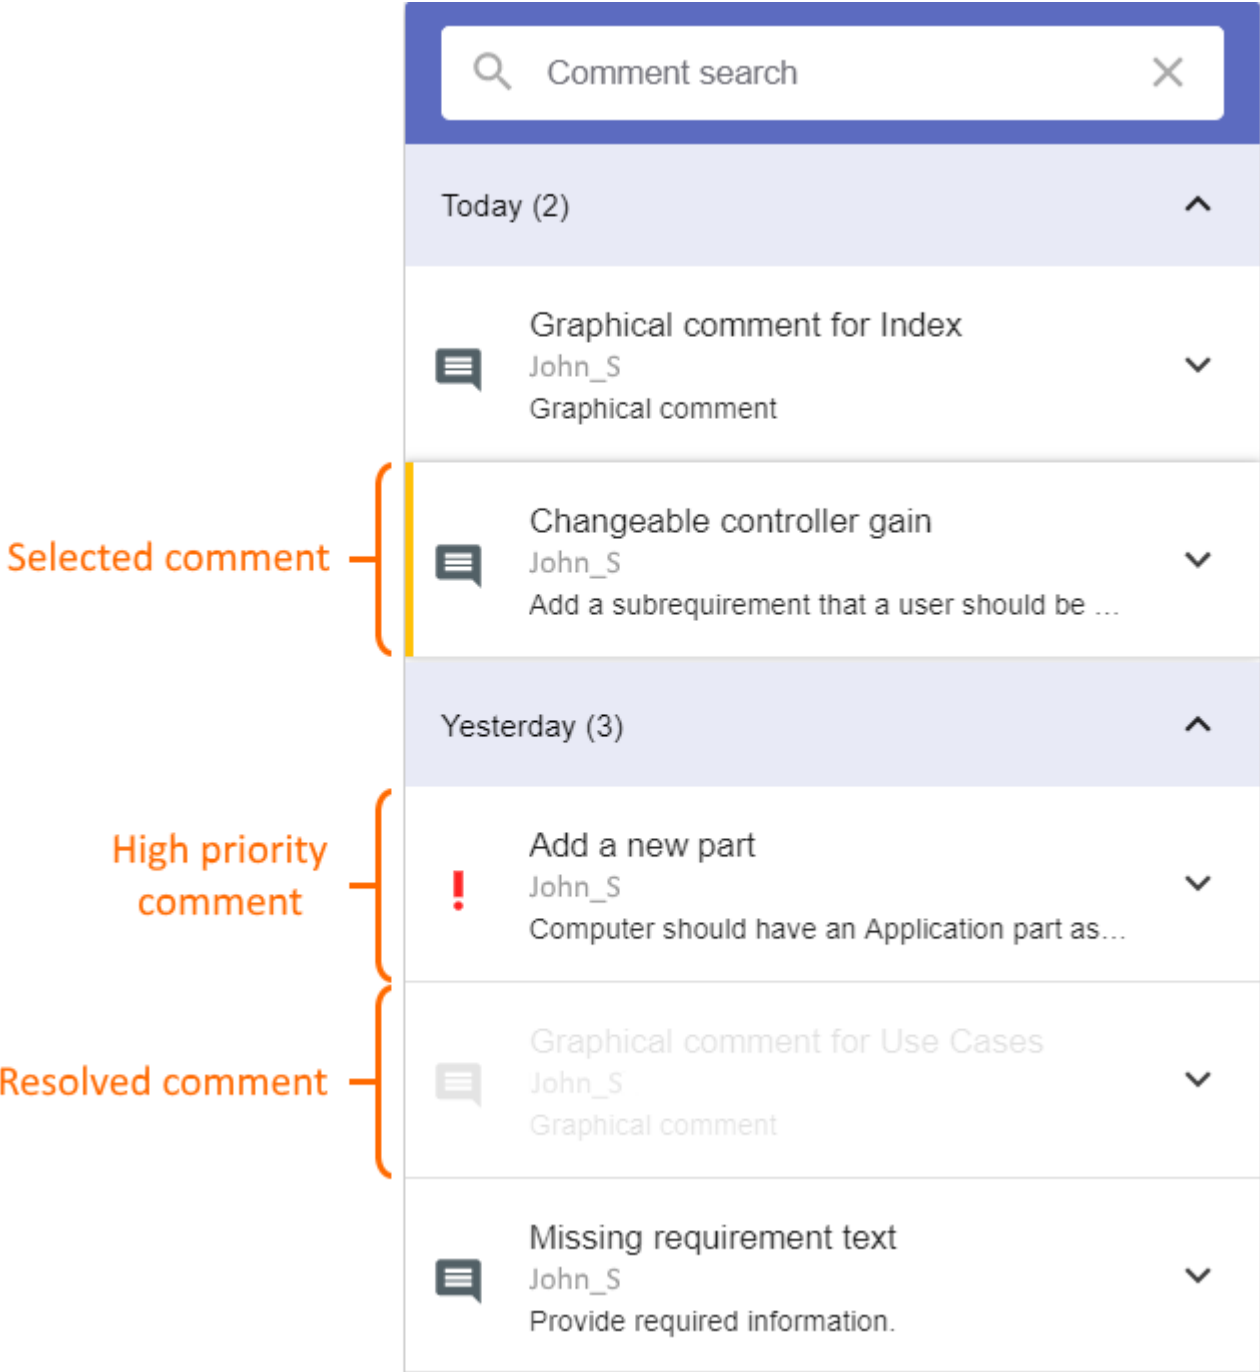 Comment search
Today (2)
Graphical comment for Index
John_S
Graphical comment
Selected comment
Changeable controller gain
John_S
Add a subrequirement that a user should be ...
Yesterday (3)
High priority
comment
Add a new part
John_S
Computer should have an Application part as...
Resolved comment
Graphical comment for Use Cases
John_S
Graphical comment
Missing requirement text
John_S
Provide required information.